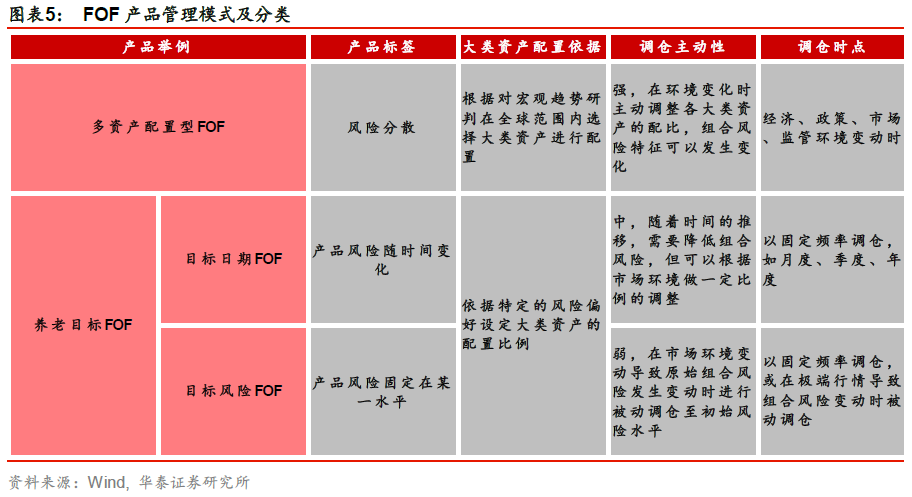 图表5： FOF 产品管理模式及分类
产品举例
产品标签
大类资产配置依据
调仓主动性
调仓时点
多资产配置型FOF
风险分散
根据对宏观趋势研
判在全球范围内选
择大类资产进行配
置
强，在环境变化时
主动调整各大类资
产的配比，组合风
险特征可以发生变
化
经济、政策、市场
、监管环境变动时
养老目标FOF
目标日期FOF
产品风险随时间变
化
依据特定的风险偏
好设定大类资产的
配置比例
中，随着时间的推
移，需要降低组合
风险，但可以根据
市场环境做一定比
例的调整
以固定频率调仓，
如月度、季度、年
度
目标风险FOF
产品风险固定在某
一水平
弱，在市场环境变
动导致原始组合风
险发生变动时进行
被动调仓至初始风
险水平
以固定频率调仓，
或在极端行情导致
组合风险变动时被
动调仓
资料来源：Wind, 华泰证券研究所